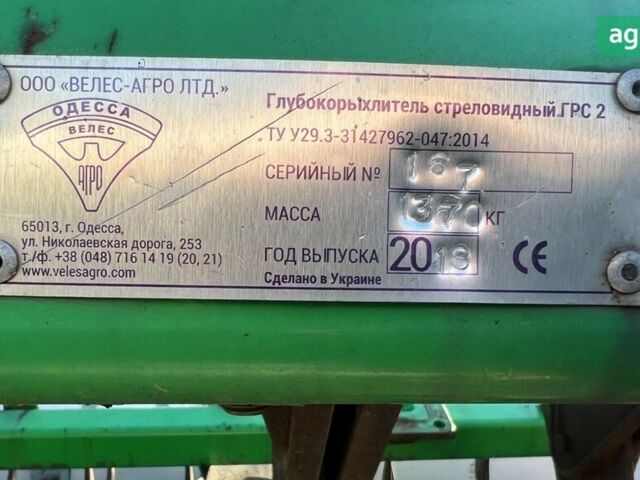 ag
ООО «ВЕЛЕС-АГРО ЛТД.»
ОДЕССА
ВЕЛЕС
АГРО
65013, г. Одесса,
ул. Николаевская дорога, 253
т./ф. +38 (048) 716 14 19 (20, 21)
www.velesagro.com
Глубокорыхлитель стреловидный ГРС 2
ТУ У29.3-31427962-047:2014
СЕРИЙНЫЙ № 167
МАССА 1370 КГ
ГОД ВЫПУСКА 2018
Сделано в Украине
CE